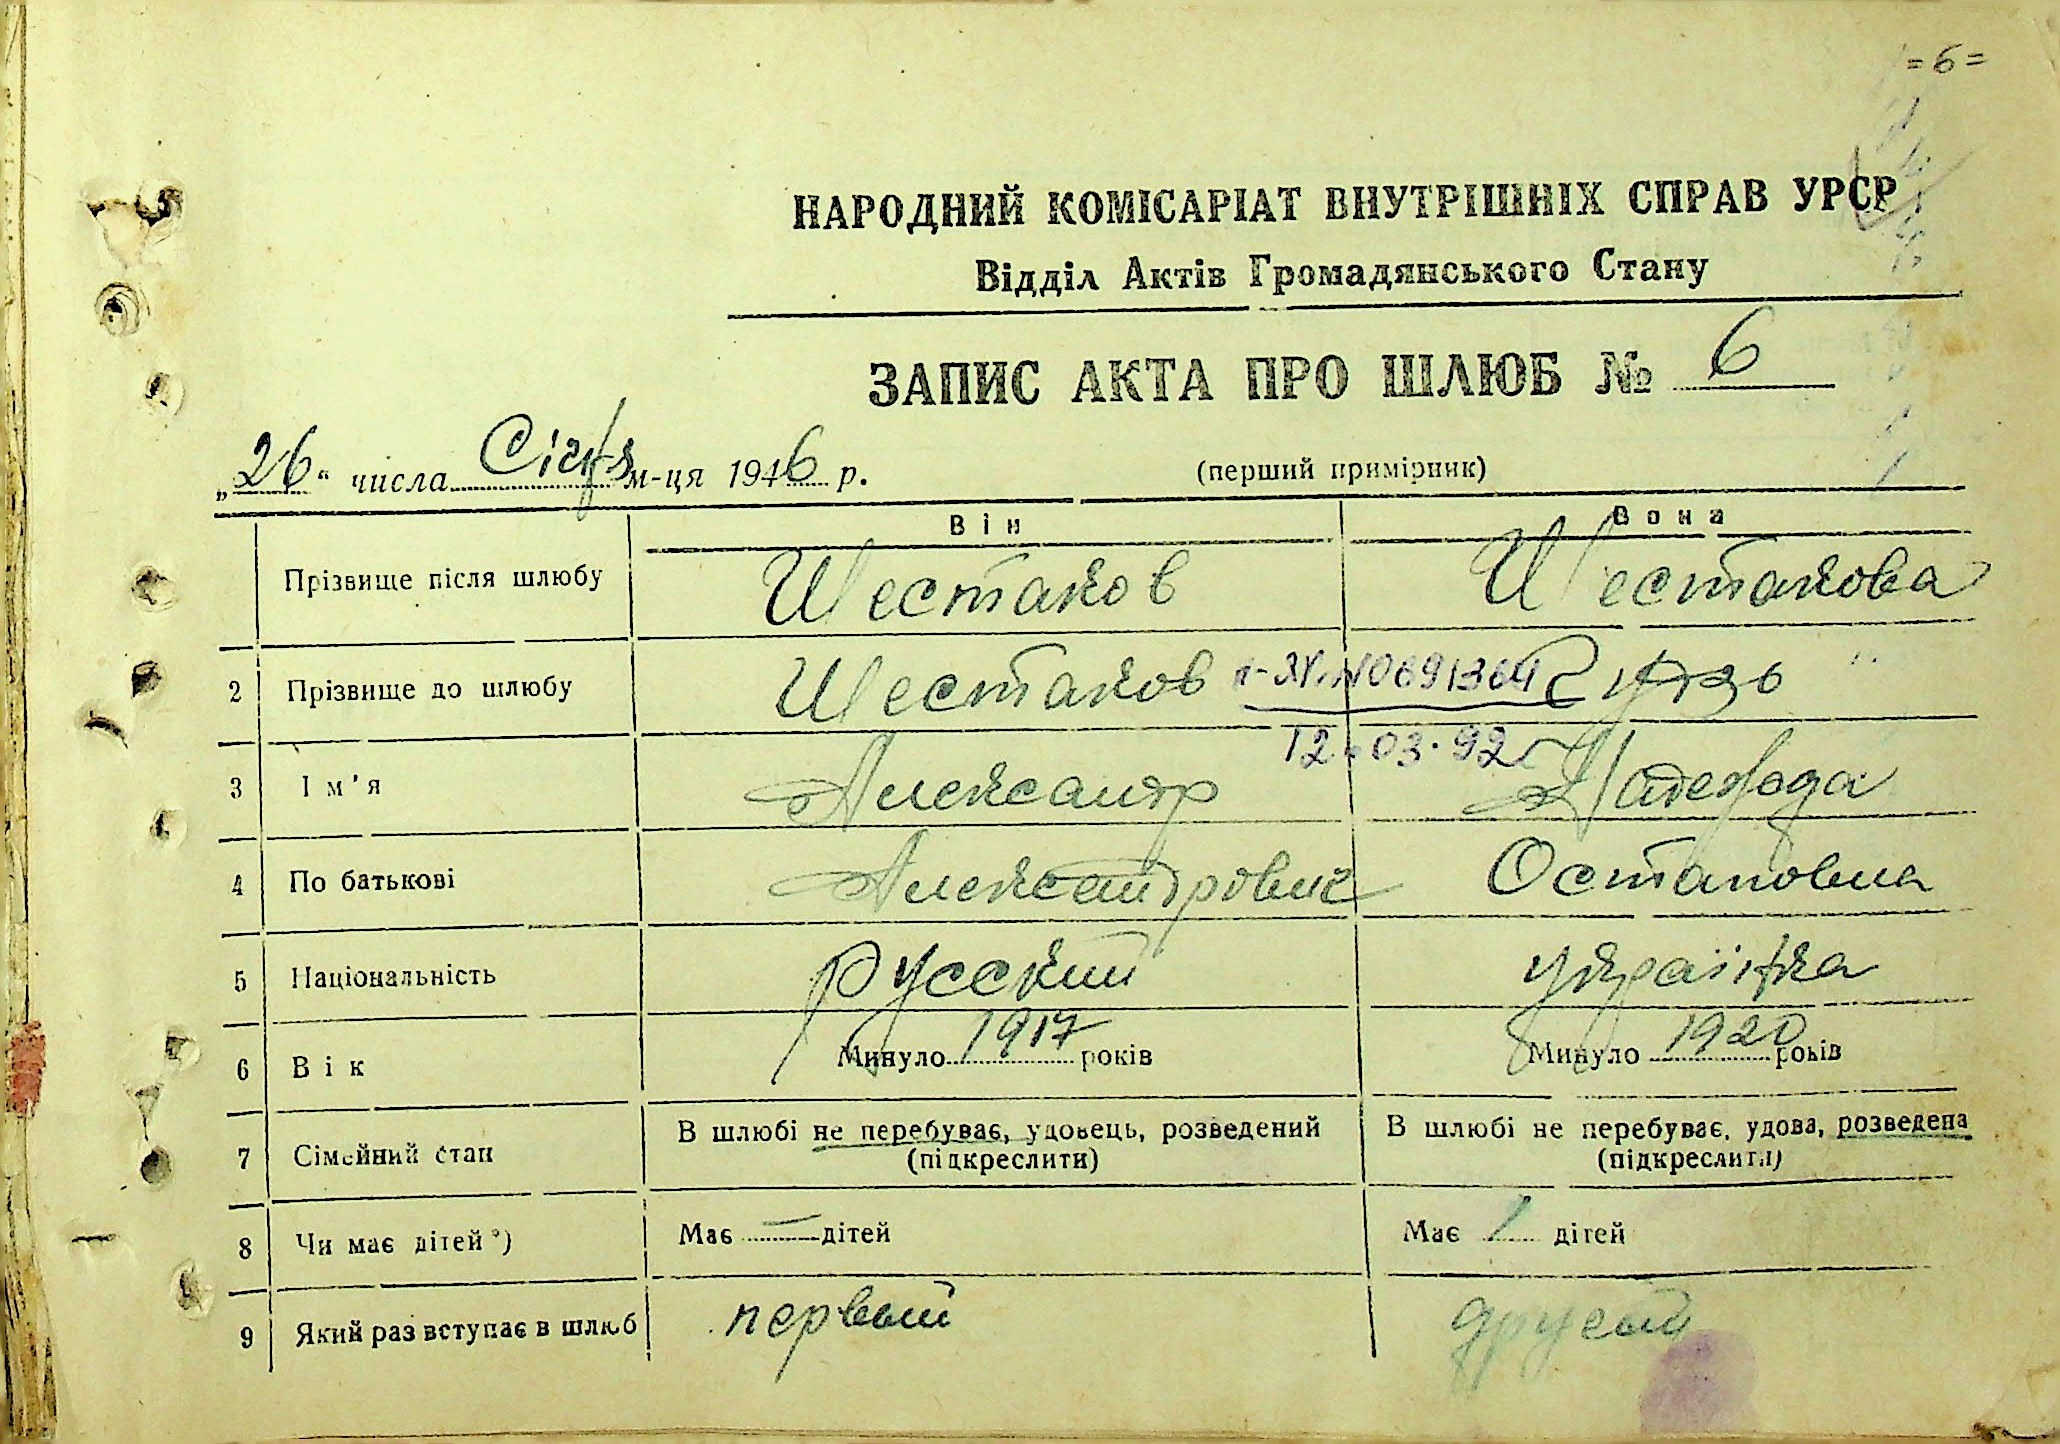 =6=
НАРОДНИЙ КОМІСАРІАТ ВНУТРІШНІХ СПРАВ УРСР
Відділ Актів Громадянського Стану
ЗАПИС АКТА ПРО ШЛЮБ № 6
„26“ числа Січня м-ця 1946 р. (перший примірник)
Він Вона
Прізвище після шлюбу Шестаков Шестакова
2 Прізвище до шлюбу Шестаков №691364
12.03.92
3 Ім'я Александр Надежда
4 По батькові Александрович Остаповна
5 Національність Русский українка
6 Вік Минуло 1917 років Минуло 1920 років
7 Сімейний стан В шлюбі не перебуває, удовець, розведений В шлюбі не перебуває, удова, розведена
(підкреслити) (підкреслити)
8 Чи має дітей*) Має — дітей Має 1 дітей
9 Який раз вступає в шлюб первый другий